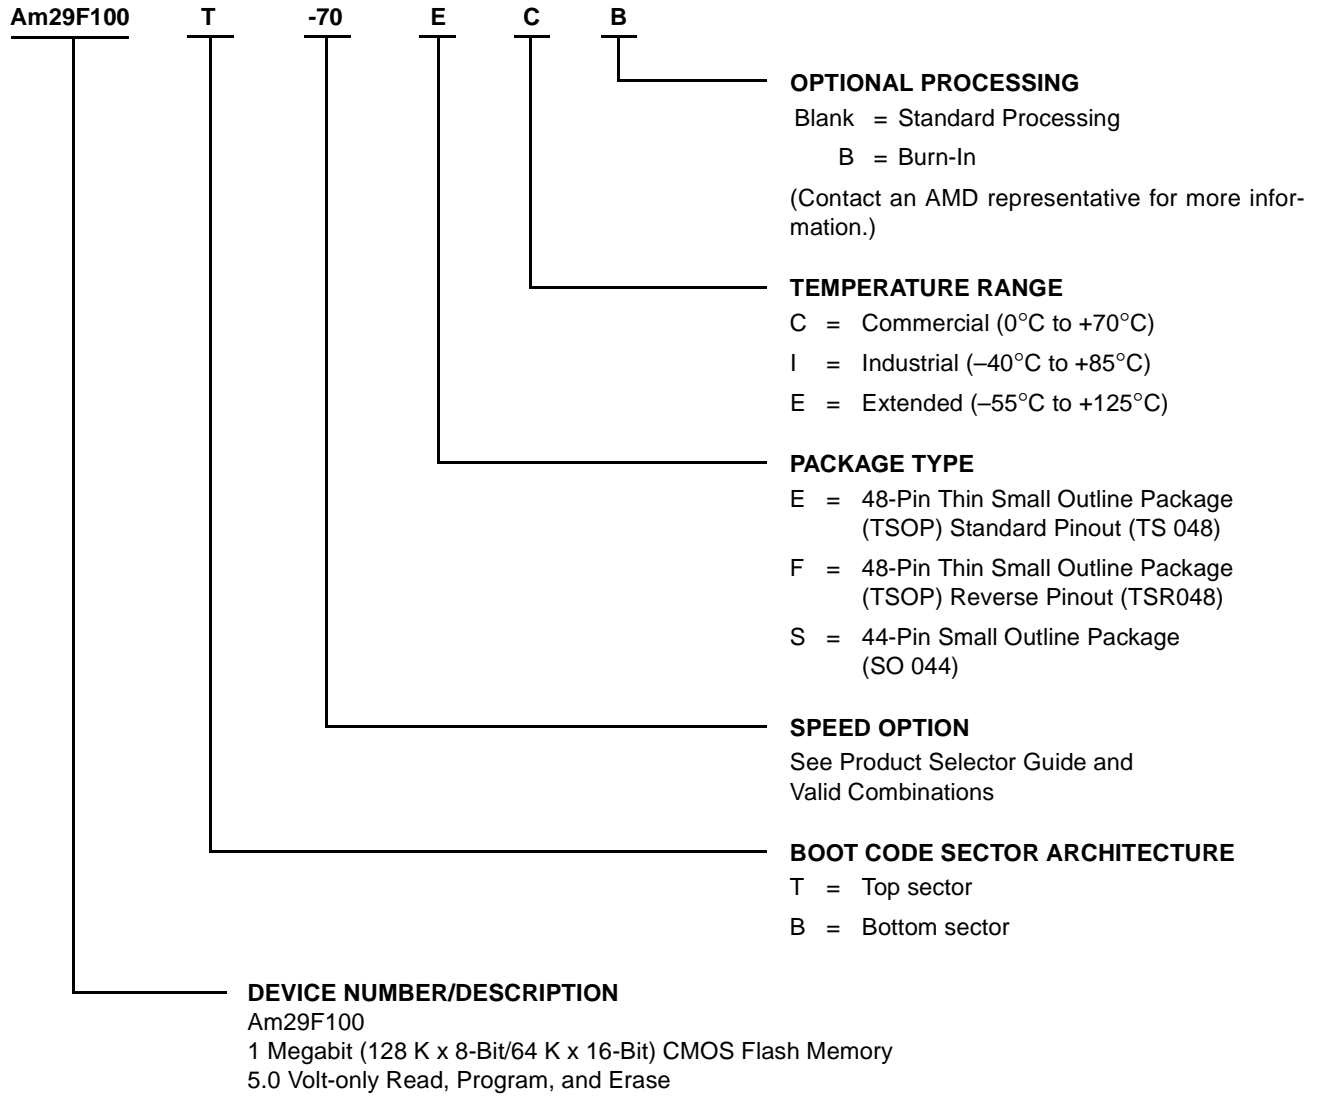 Am29F100 T -70 E C B
OPTIONAL PROCESSING
Blank = Standard Processing
B = Burn-In
(Contact an AMD representative for more infor-
mation.)
TEMPERATURE RANGE
C = Commercial (0°C to +70°C)
I = Industrial (–40°C to +85°C)
E = Extended (–55°C to +125°C)
PACKAGE TYPE
E = 48-Pin Thin Small Outline Package
(TSOP) Standard Pinout (TS 048)
F = 48-Pin Thin Small Outline Package
(TSOP) Reverse Pinout (TSR048)
S = 44-Pin Small Outline Package
(SO 044)
SPEED OPTION
See Product Selector Guide and
Valid Combinations
BOOT CODE SECTOR ARCHITECTURE
T = Top sector
B = Bottom sector
DEVICE NUMBER/DESCRIPTION
Am29F100
1 Megabit (128 K x 8-Bit/64 K x 16-Bit) CMOS Flash Memory
5.0 Volt-only Read, Program, and Erase